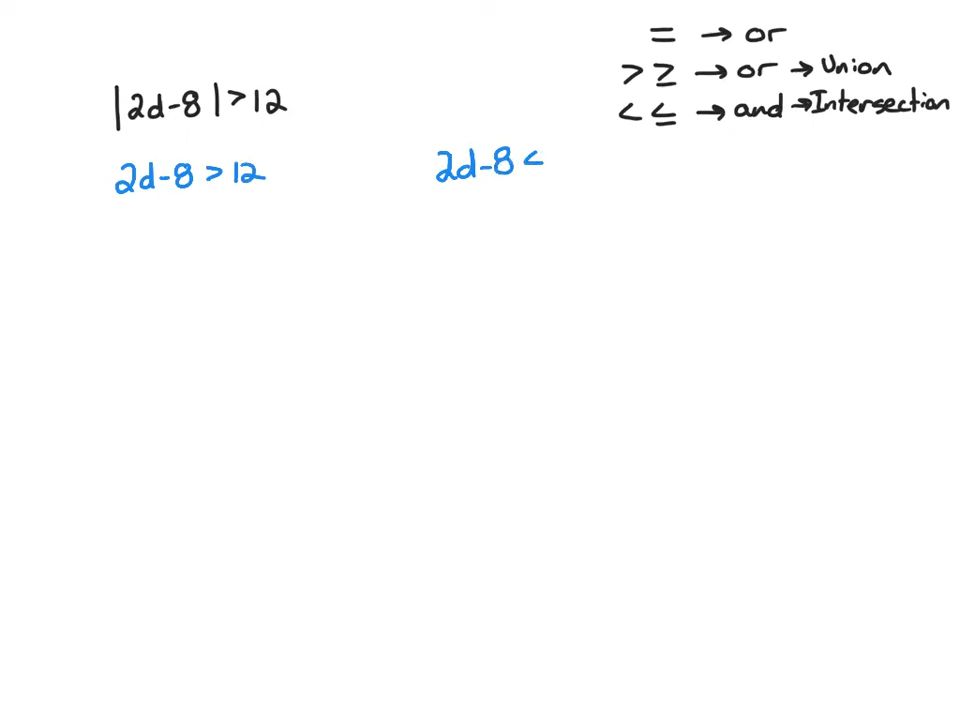 = → or
> ≥ → or → Union
|2d-8|>12
< ≤ → and → Intersection
2d-8 > 12
2d-8 <